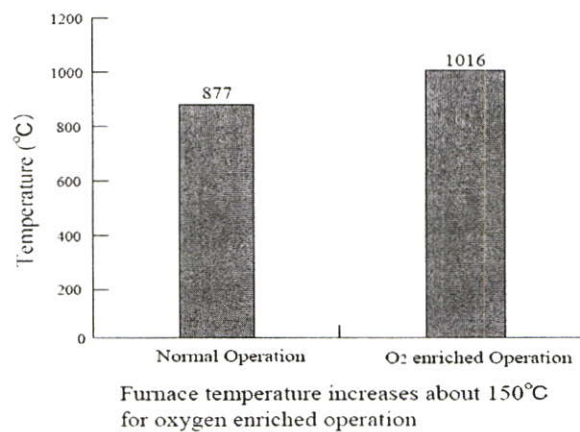 1200
1000
800
600
400
200
0
Temperature (°C)
877
1016
Normal Operation
O2 enriched Operation
Furnace temperature increases about 150°C
for oxygen enriched operation